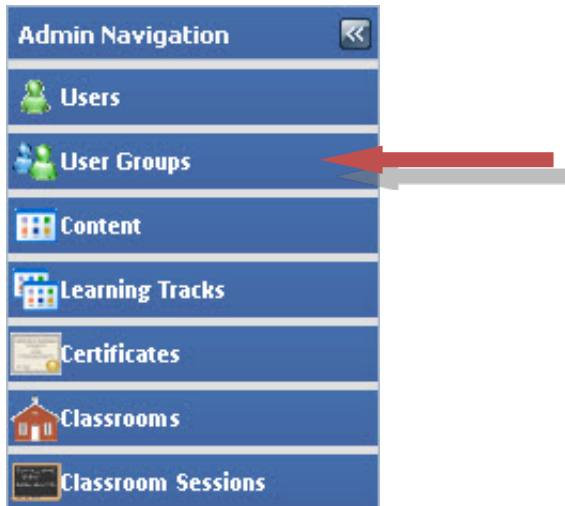 Admin Navigation
Users
User Groups
Content
Learning Tracks
Certificates
Classrooms
Classroom Sessions